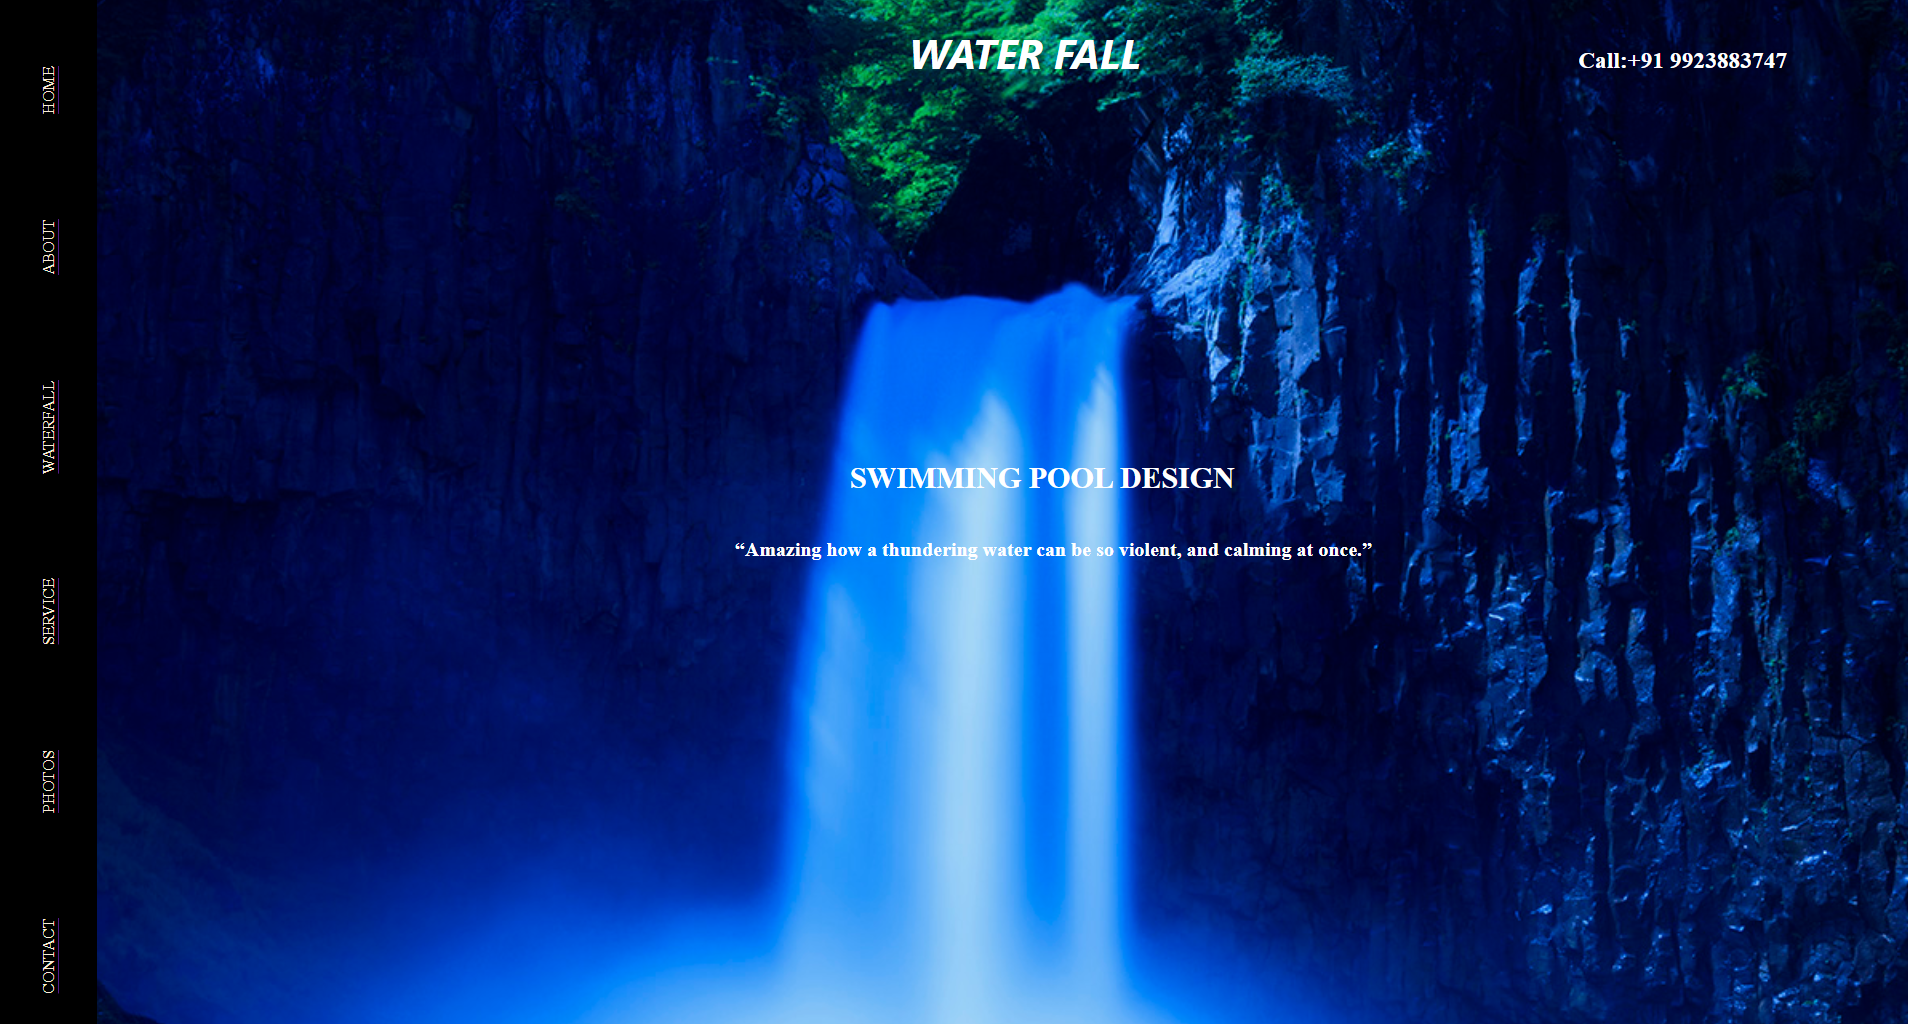 HOME
ABOUT
WATERFALL
SERVICE
PHOTOS
CONTACT
WATER FALL
Call:+91 9923883747
SWIMMING POOL DESIGN
“Amazing how a thundering water can be so violent, and calming at once.”